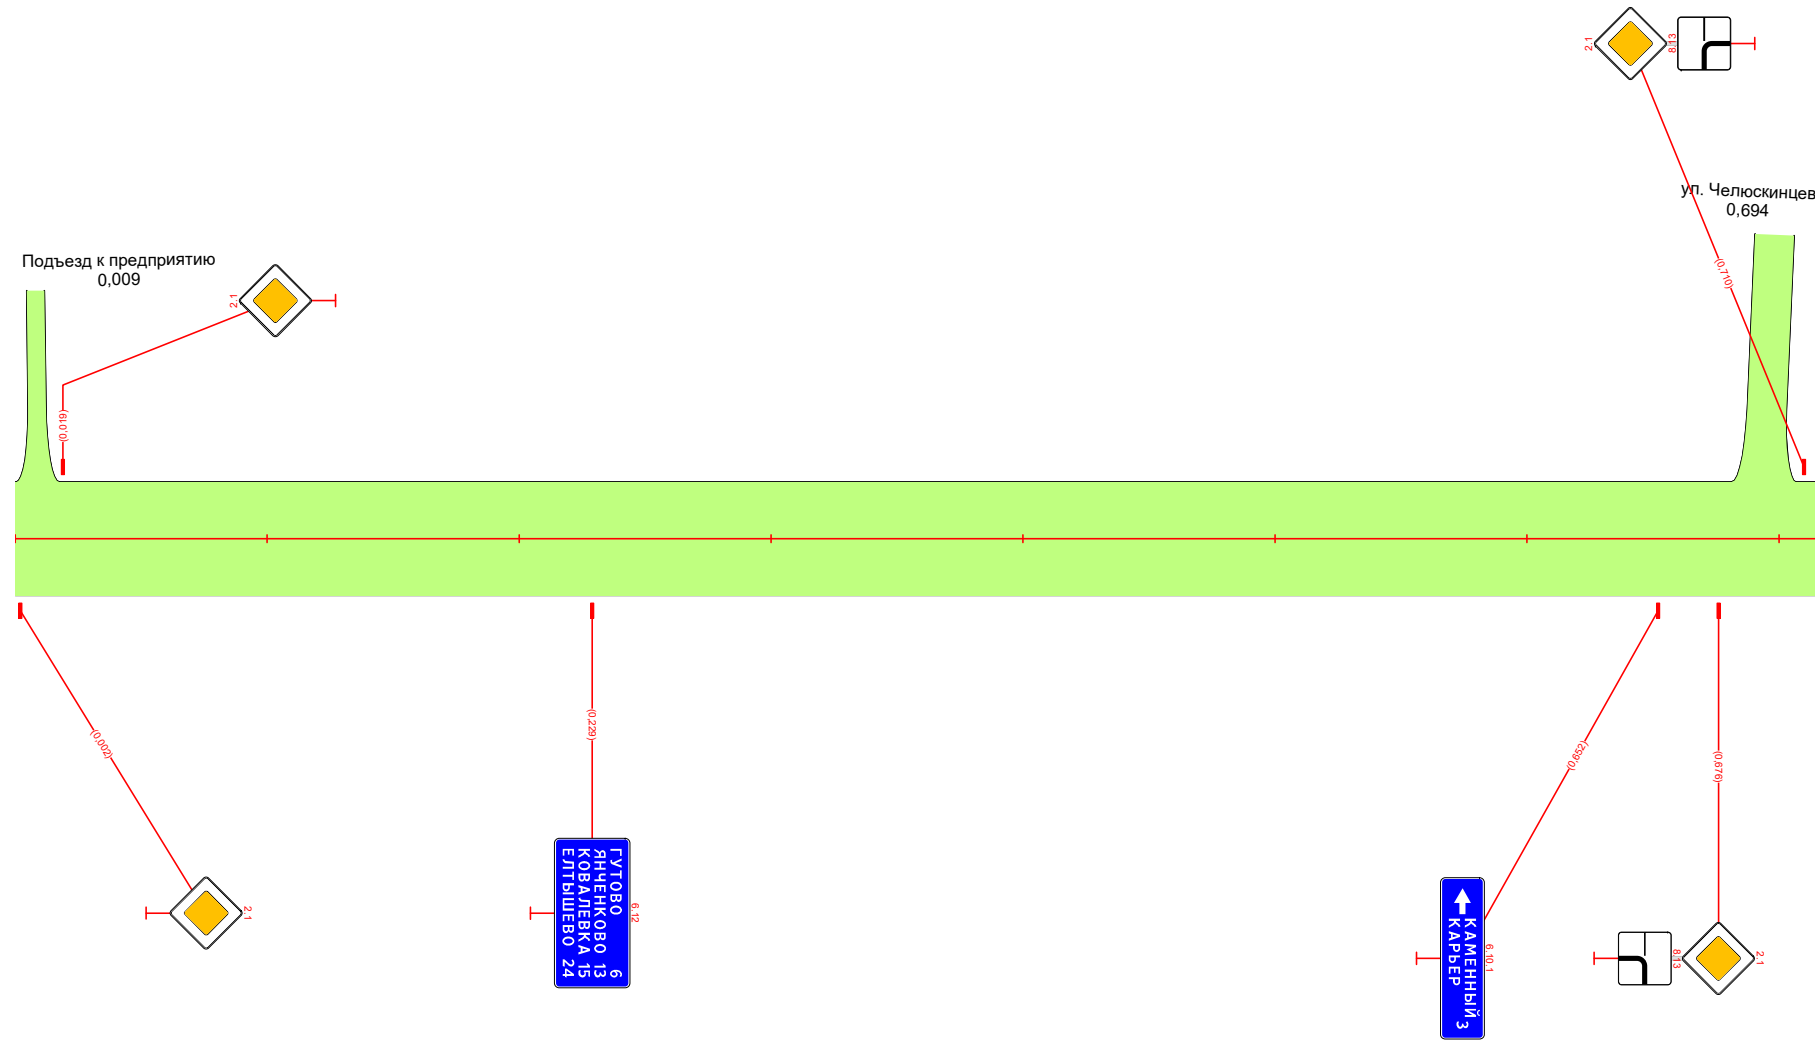 2.1
8.13
ул. Челюскинцев
0,694
(0,710)
Подъезд к предприятию
0,009
2.1
(0,019)
(0,002)
2.1
(0,229)
ГУТОВО 6
ЯНЧЕНКОВО 13
КОВАЛЕВКА 15
ЕЛТЫШЕВО 24
6.12
(0,652)
КАМЕННЫЙ
КАРЬЕР 3
6.10.1
(0,676)
8.13
2.1